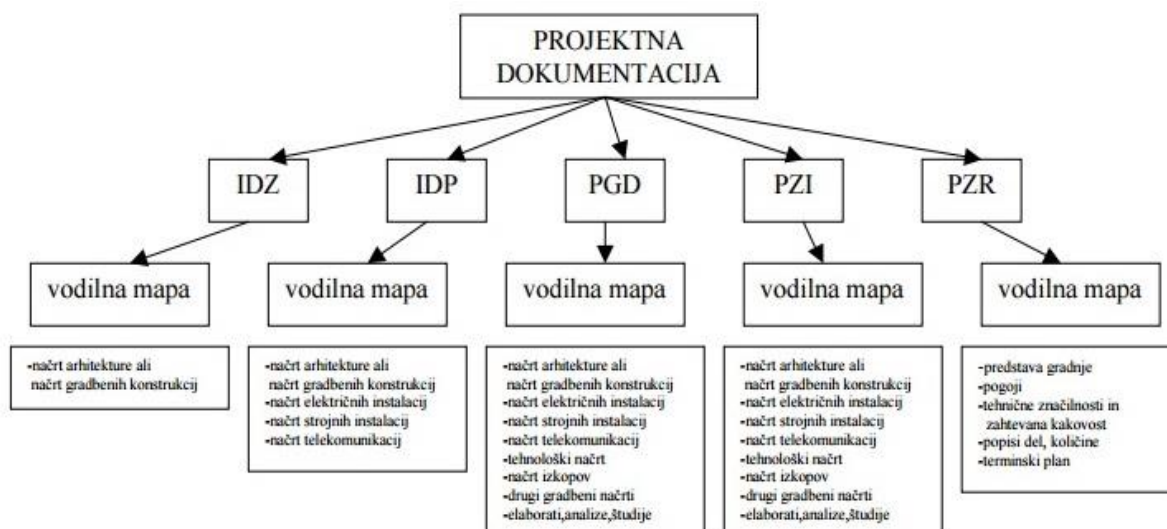 PROJEKTNA
DOKUMENTACIJA
IDZ
IDP
PGD
PZI
PZR
vodilna mapa
vodilna mapa
vodilna mapa
vodilna mapa
vodilna mapa
-načrt arhitekture ali
načrt gradbenih konstrukcij
-načrt arhitekture ali
načrt gradbenih konstrukcij
-načrt električnih instalacij
-načrt strojnih instalacij
-načrt telekomunikacij
-načrt arhitekture ali
načrt gradbenih konstrukcij
-načrt električnih instalacij
-načrt strojnih instalacij
-načrt telekomunikacij
-tehnološki načrt
-načrt izkopov
-drugi gradbeni načrti
-elaborati,analize,študije
-načrt arhitekture ali
načrt gradbenih konstrukcij
-načrt električnih instalacij
-načrt strojnih instalacij
-načrt telekomunikacij
-tehnološki načrt
-načrt izkopov
-drugi gradbeni načrti
-elaborati,analize,študije
-predstava gradnje
-pogoji
-tehnične značilnosti in
zahtevana kakovost
-popisi del, količine
-terminski plan